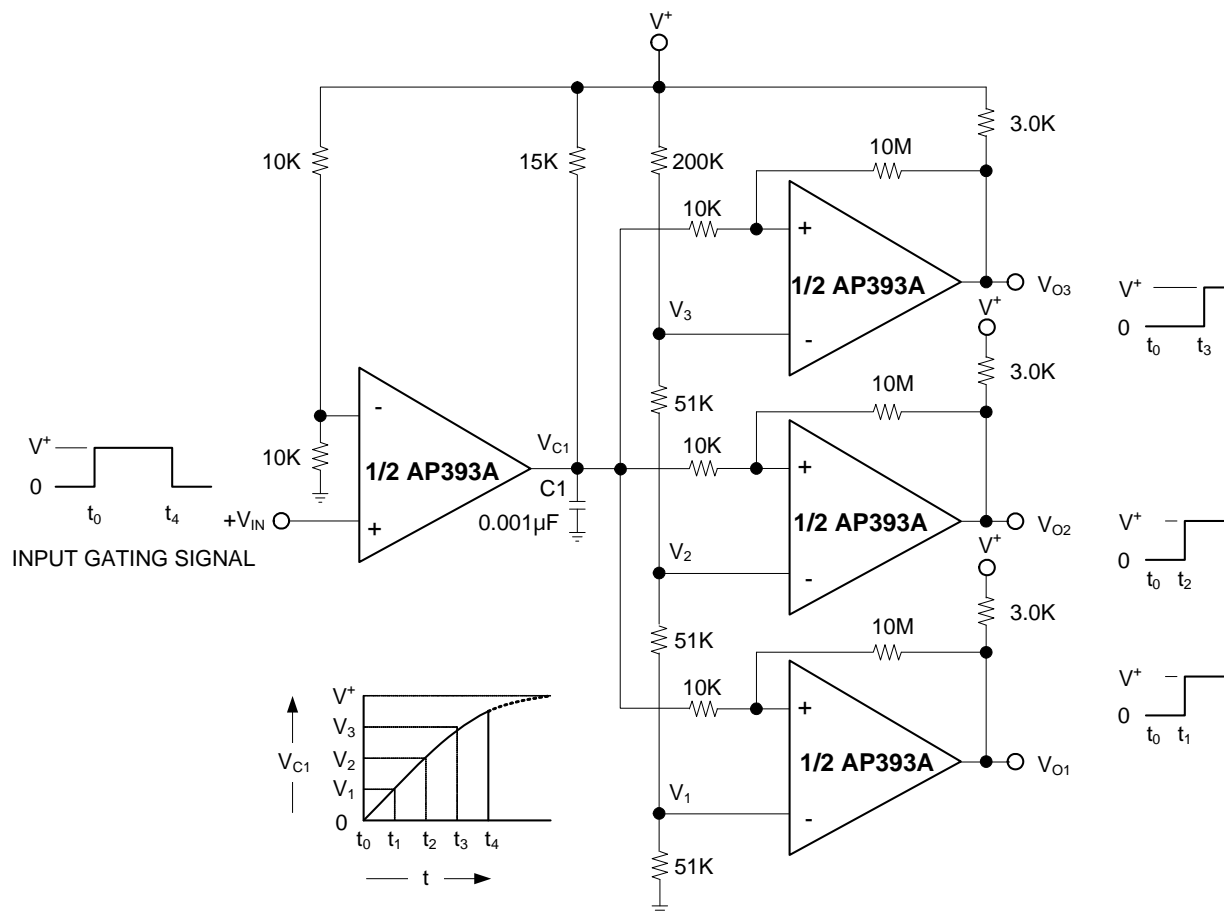 V+
10K
15K
200K
3.0K
10M
10K
+
1/2 AP393A
-
VO3
V+
0
t0 t3
V3
V+
3.0K
51K
10M
10K
+
1/2 AP393A
-
VO2
V+
0
t0 t2
V2
V+
3.0K
51K
10M
10K
+
1/2 AP393A
-
VO1
V+
0
t0 t1
V1
51K
-
10K
1/2 AP393A
+
VC1
C1
0.001µF
V+
0
t0 t4
+VIN
INPUT GATING SIGNAL
V+
V3
V2
V1
0
VC1
t0 t1 t2 t3 t4
t